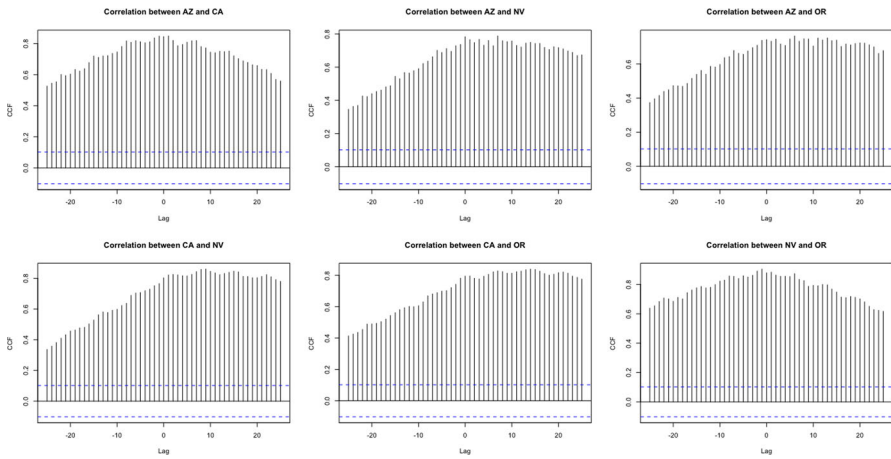 Correlation between AZ and CA
CCF
0.0 0.2 0.4 0.6 0.8
-20 -10 0 10 20
Lag
Correlation between AZ and NV
CCF
0.0 0.2 0.4 0.6 0.8
-20 -10 0 10 20
Lag
Correlation between AZ and OR
CCF
0.0 0.2 0.4 0.6
-20 -10 0 10 20
Lag
Correlation between CA and NV
CCF
0.0 0.2 0.4 0.6 0.8
-20 -10 0 10 20
Lag
Correlation between CA and OR
CCF
0.0 0.2 0.4 0.6 0.8
-20 -10 0 10 20
Lag
Correlation between NV and OR
CCF
0.0 0.2 0.4 0.6 0.8
-20 -10 0 10 20
Lag